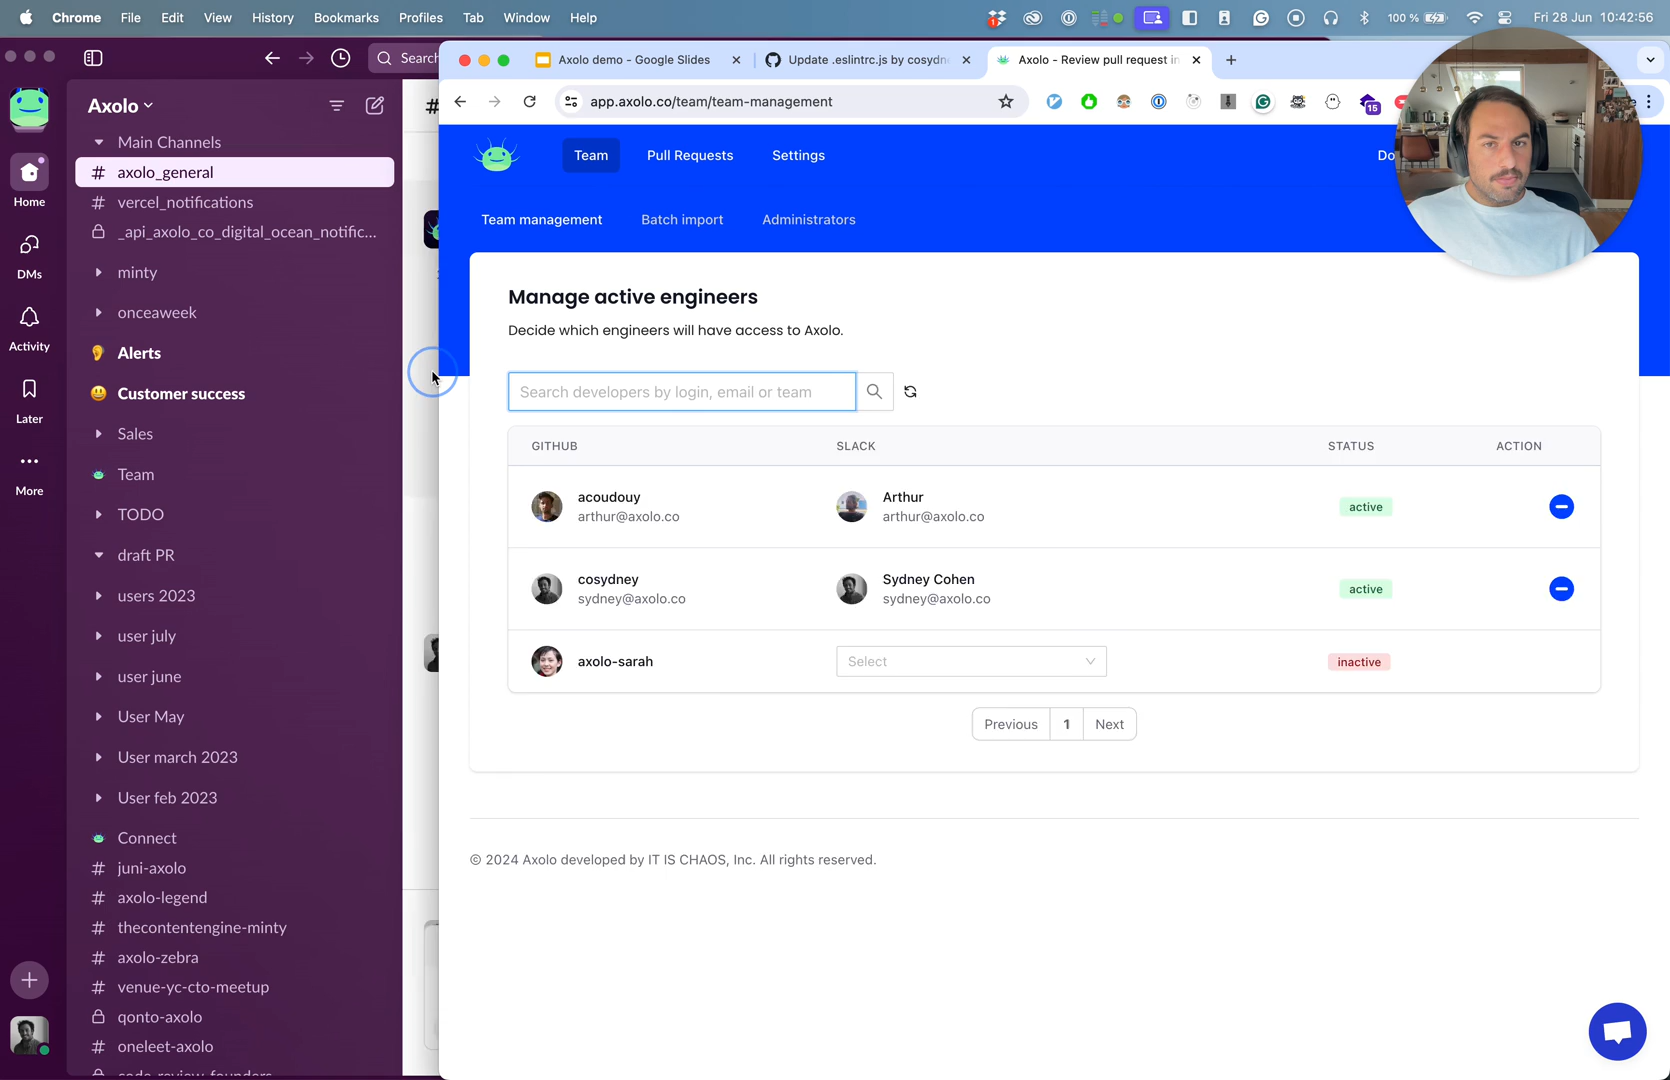 Chrome File Edit View History Bookmarks Profiles Tab Window Help
1 100 % Fri 28 Jun 10:42:56
Search
Axolo
Main Channels
# axolo_general
# vercel_notifications
_api_axolo_co_digital_ocean_notific...
minty
onceaweek
Alerts
Customer success
Sales
Team
TODO
draft PR
users 2023
user july
user june
User May
User march 2023
User feb 2023
Connect
# juni-axolo
# axolo-legend
# thecontentengine-minty
# axolo-zebra
# venue-yc-cto-meetup
qonto-axolo
# oneleet-axolo
code-review-founders
Home
DMs
Activity
Later
More
#
Axolo demo - Google Slides
Update .eslintrc.js by cosydn
Axolo - Review pull request in
app.axolo.co/team/team-management
15
Team Pull Requests Settings Do
Team management Batch import Administrators
Manage active engineers
Decide which engineers will have access to Axolo.
Search developers by login, email or team
GITHUB SLACK STATUS ACTION
acoudouy
arthur@axolo.co
Arthur
arthur@axolo.co
active
cosydney
sydney@axolo.co
Sydney Cohen
sydney@axolo.co
active
axolo-sarah
Select
inactive
Previous 1 Next
© 2024 Axolo developed by IT IS CHAOS, Inc. All rights reserved.